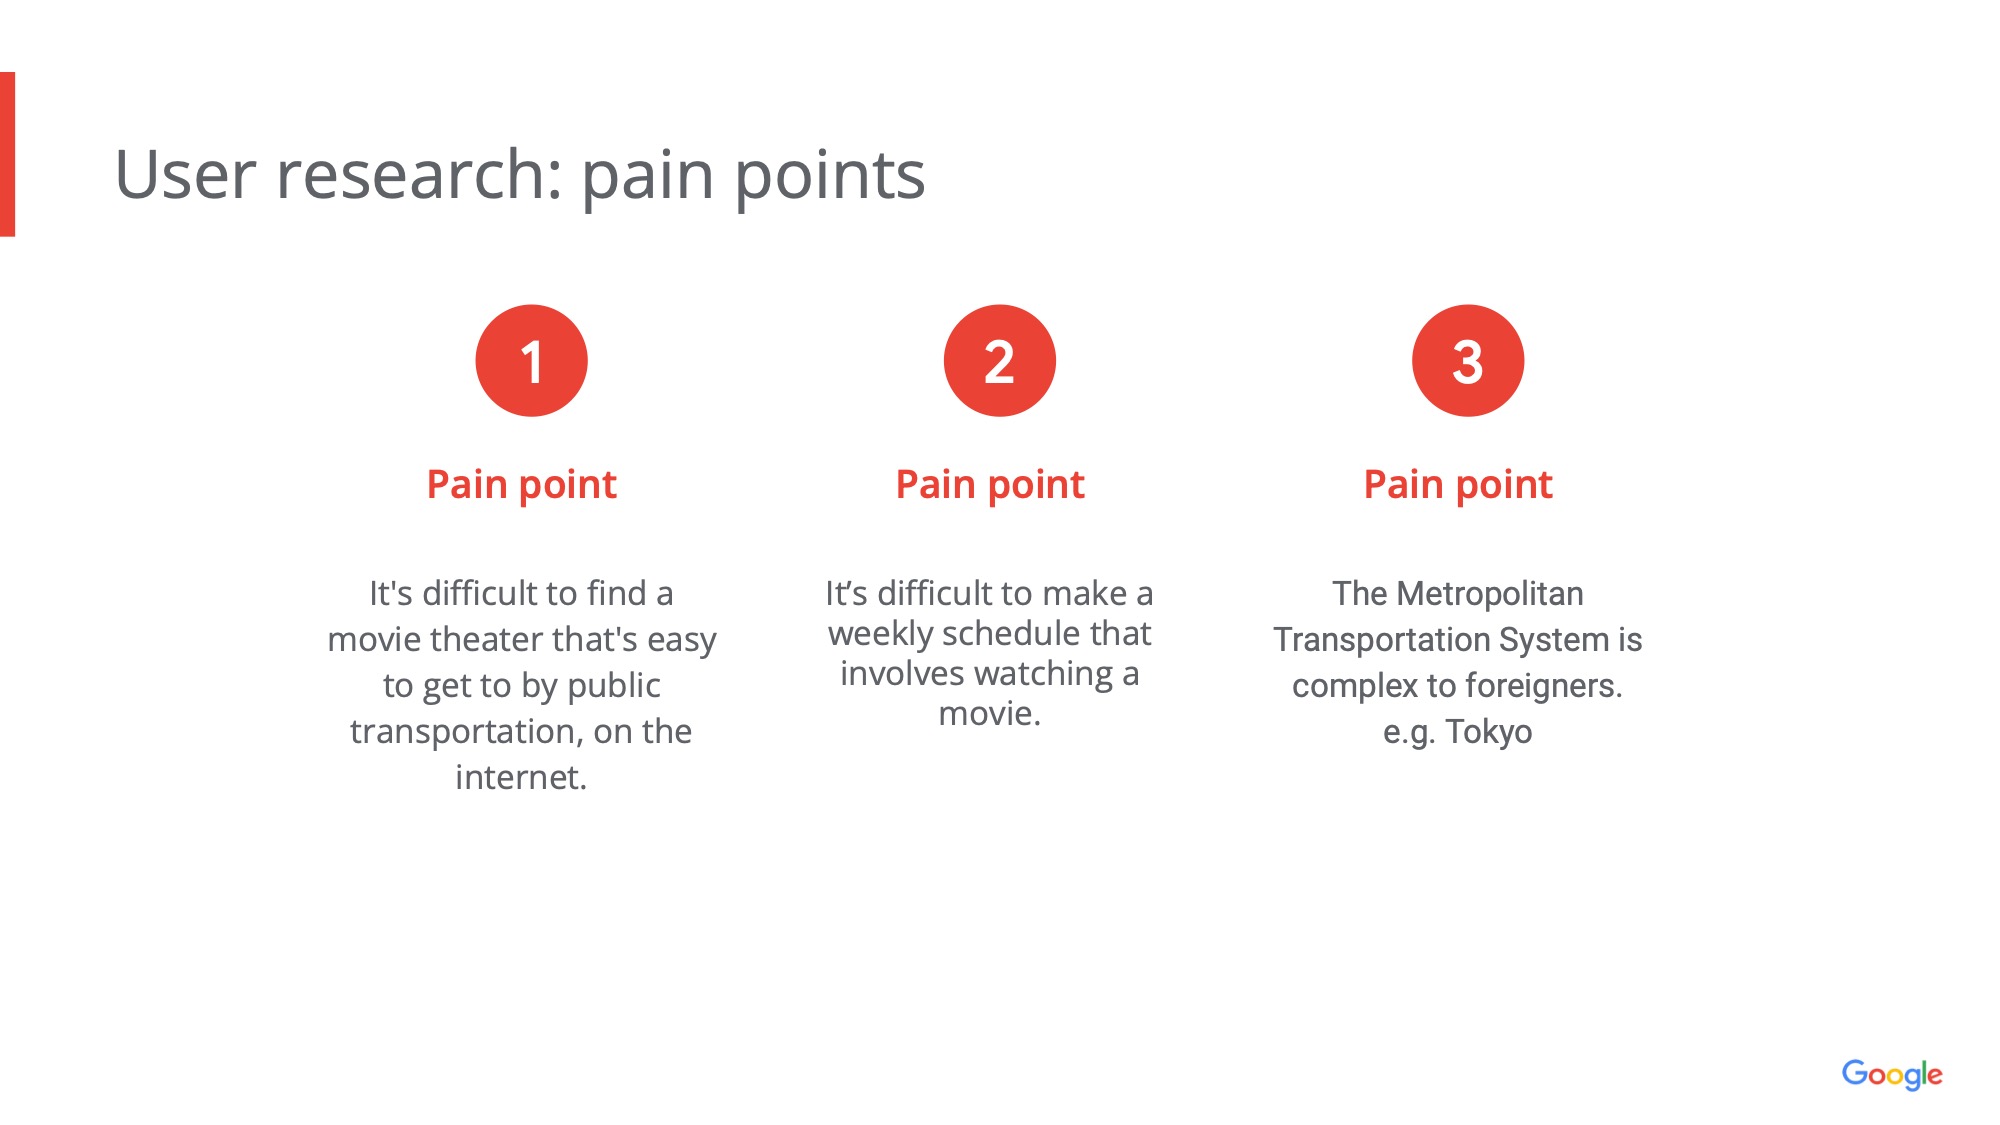 User research: pain points
1
Pain point
It's difficult to find a
movie theater that's easy
to get to by public
transportation, on the
internet.
2
Pain point
It’s difficult to make a
weekly schedule that
involves watching a
movie.
3
Pain point
The Metropolitan
Transportation System is
complex to foreigners.
e.g. Tokyo
Google